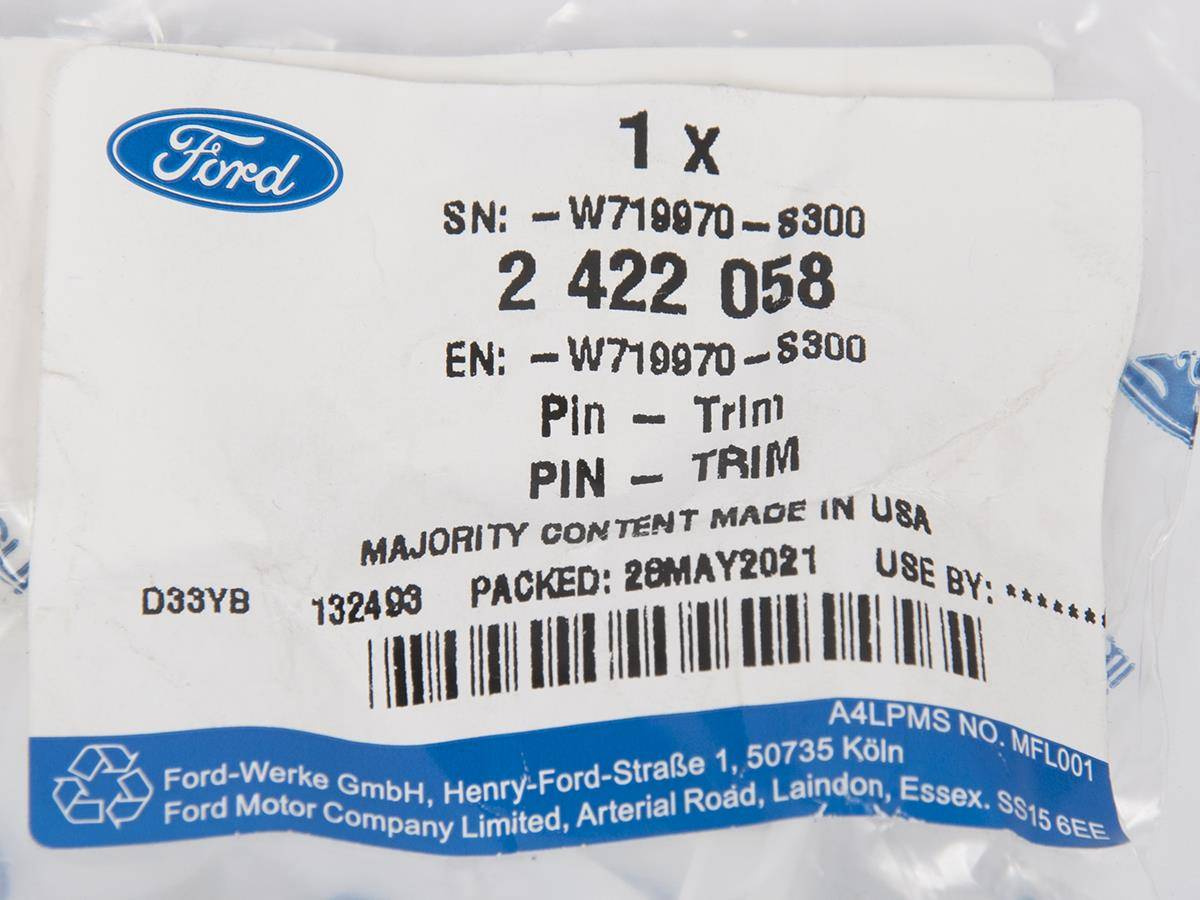 Ford
1 x
SN: -W719970-S300
2 422 058
EN: -W719970-S300
Pin - Trim
PIN - TRIM
MAJORITY CONTENT MADE IN USA
D33YB 132493 PACKED: 28MAY2021 USE BY: *******
A4LPMS NO. MFL001
Ford-Werke GmbH, Henry-Ford-Straße 1, 50735 Köln
Ford Motor Company Limited, Arterial Road, Laindon, Essex. SS15 6EE